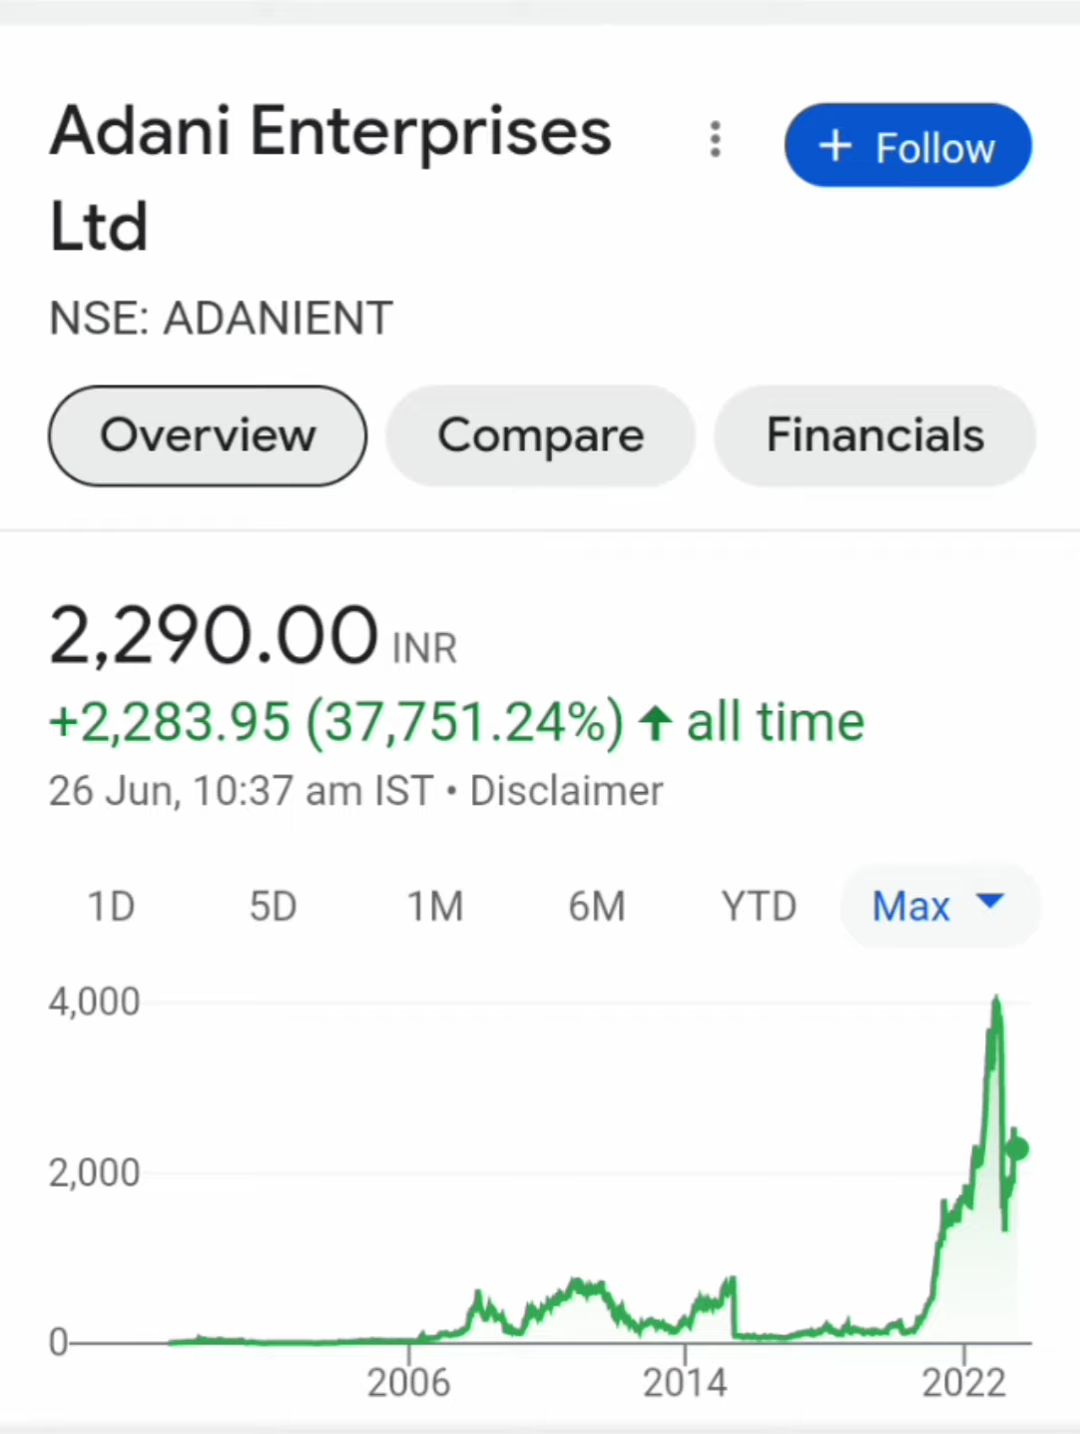 Adani Enterprises
Ltd
+ Follow
NSE: ADANIENT
Overview Compare Financials
2,290.00 INR
+2,283.95 (37,751.24%) ↑ all time
26 Jun, 10:37 am IST • Disclaimer
1D 5D 1M 6M YTD Max
4,000
2,000
0
2006 2014 2022